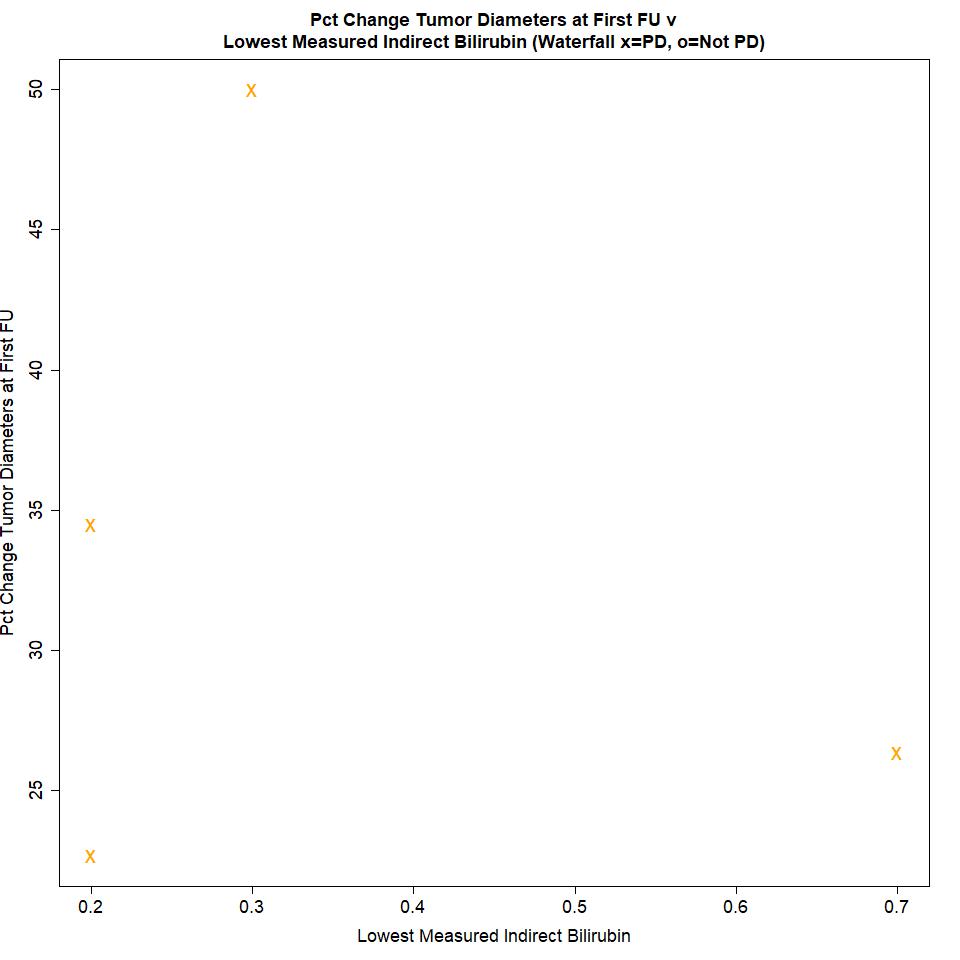 Pct Change Tumor Diameters at First FU v
Lowest Measured Indirect Bilirubin (Waterfall x=PD, o=Not PD)
Pct Change Tumor Diameters at First FU
50
45
40
35
30
25
X
X
X
X
0.2 0.3 0.4 0.5 0.6 0.7
Lowest Measured Indirect Bilirubin